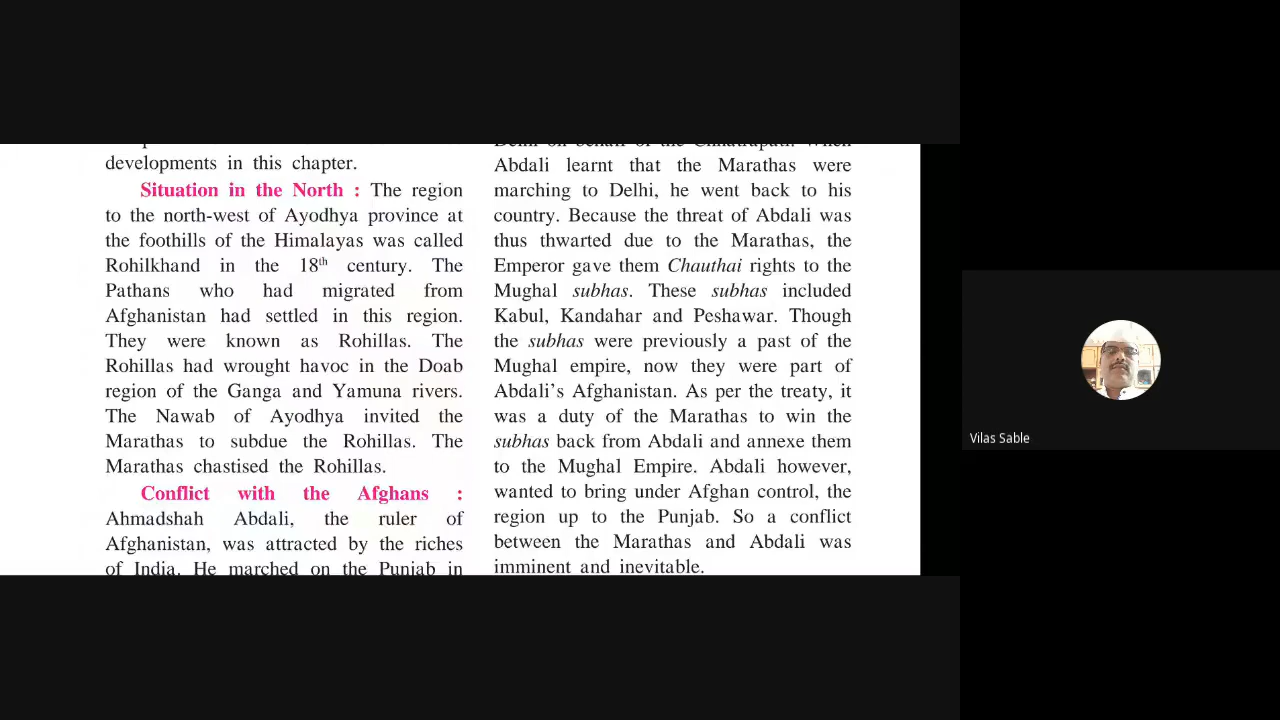 developments in this chapter.
Situation in the North : The region
to the north-west of Ayodhya province at
the foothills of the Himalayas was called
Rohilkhand in the 18th century. The
Pathans who had migrated from
Afghanistan had settled in this region.
They were known as Rohillas. The
Rohillas had wrought havoc in the Doab
region of the Ganga and Yamuna rivers.
The Nawab of Ayodhya invited the
Marathas to subdue the Rohillas. The
Marathas chastised the Rohillas.
Conflict with the Afghans :
Ahmadshah Abdali, the ruler of
Afghanistan, was attracted by the riches
of India. He marched on the Punjab in
Delhi on behalf of the Chhatrapati. When
Abdali learnt that the Marathas were
marching to Delhi, he went back to his
country. Because the threat of Abdali was
thus thwarted due to the Marathas, the
Emperor gave them Chauthai rights to the
Mughal subhas. These subhas included
Kabul, Kandahar and Peshawar. Though
the subhas were previously a past of the
Mughal empire, now they were part of
Abdali's Afghanistan. As per the treaty, it
was a duty of the Marathas to win the
subhas back from Abdali and annexe them
to the Mughal Empire. Abdali however,
wanted to bring under Afghan control, the
region up to the Punjab. So a conflict
between the Marathas and Abdali was
imminent and inevitable.
Vilas Sable